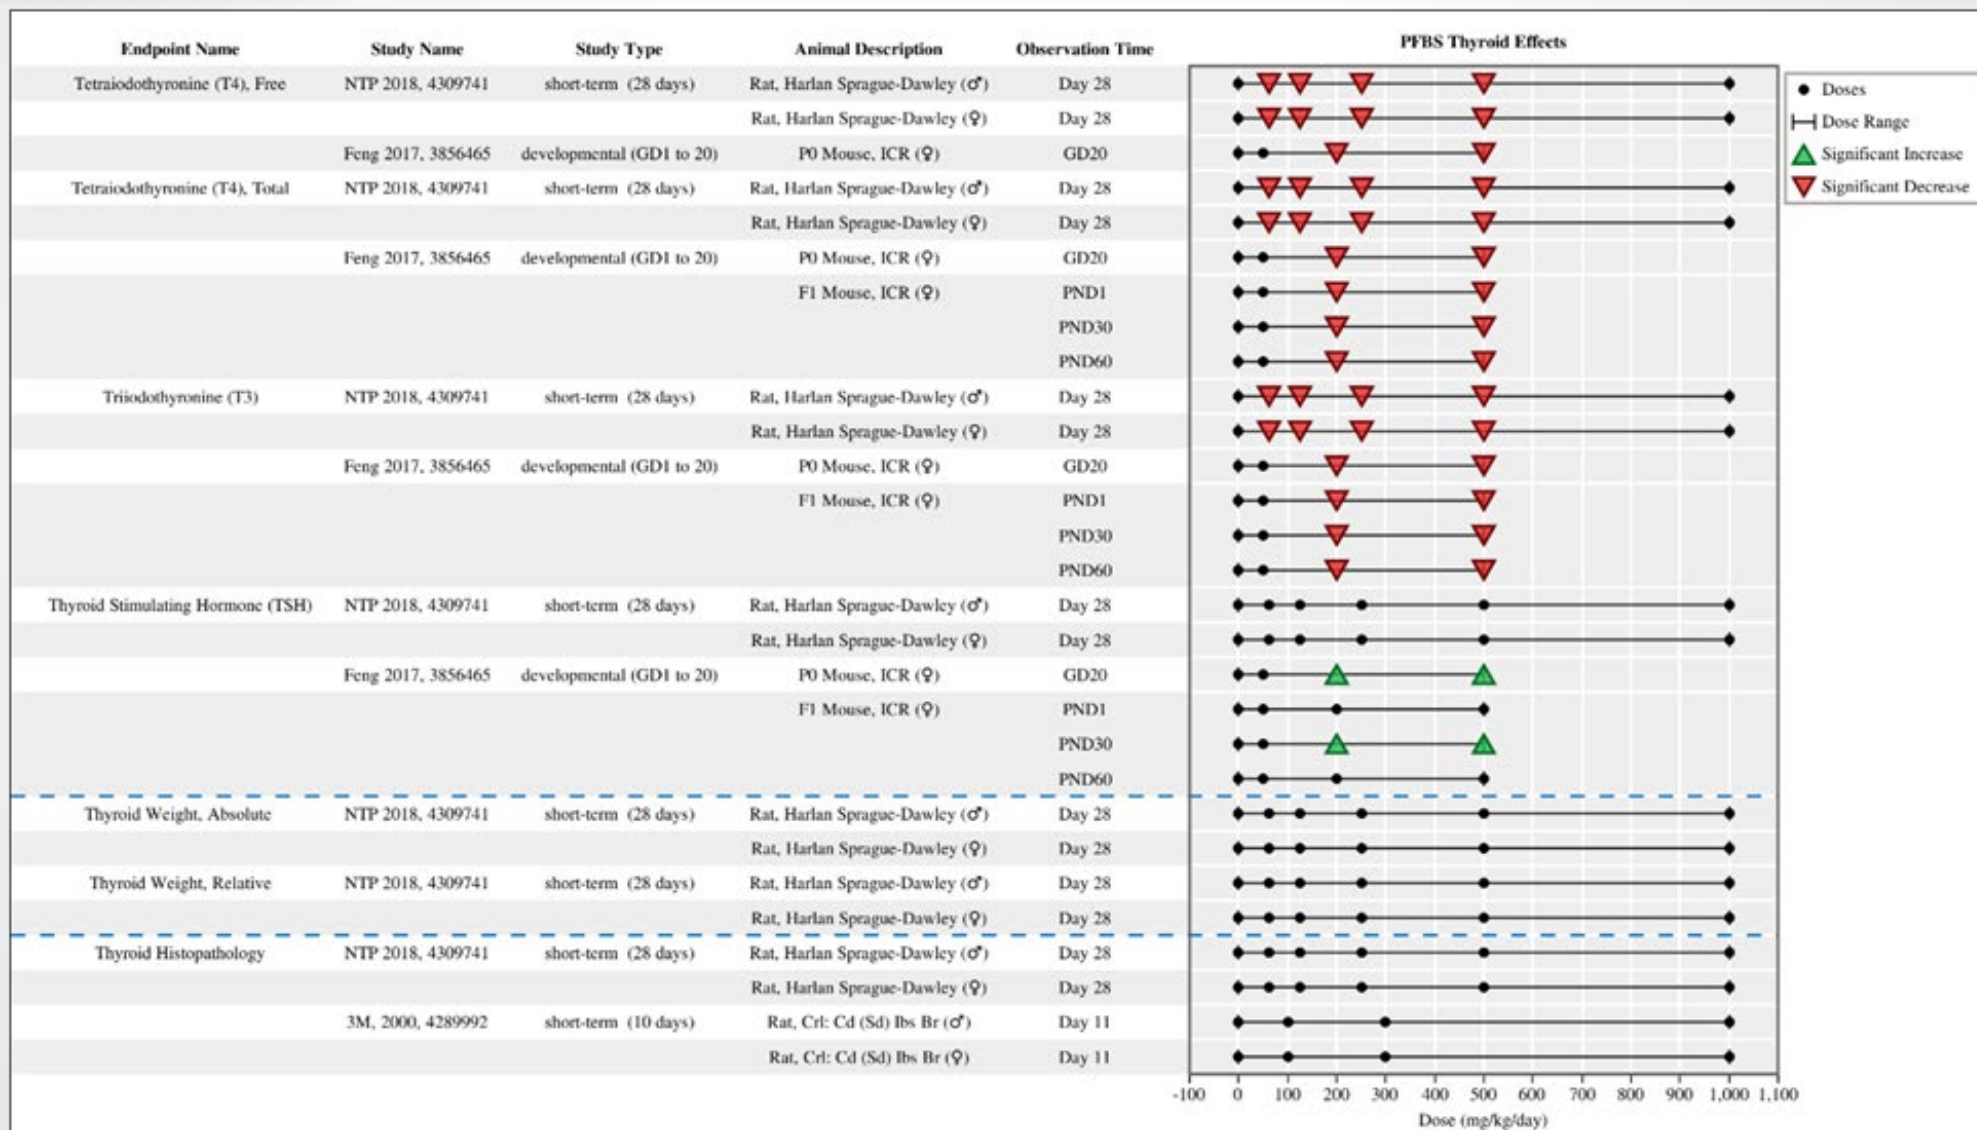 PFBS Thyroid Effects
Endpoint Name Study Name Study Type Animal Description Observation Time
Tetraiodothyronine (T4), Free NTP 2018, 4309741 short-term (28 days) Rat, Harlan Sprague-Dawley (♂) Day 28
Rat, Harlan Sprague-Dawley (♀) Day 28
Feng 2017, 3856465 developmental (GD1 to 20) P0 Mouse, ICR (♀) GD20
Tetraiodothyronine (T4), Total NTP 2018, 4309741 short-term (28 days) Rat, Harlan Sprague-Dawley (♂) Day 28
Rat, Harlan Sprague-Dawley (♀) Day 28
Feng 2017, 3856465 developmental (GD1 to 20) P0 Mouse, ICR (♀) GD20
F1 Mouse, ICR (♀) PND1
PND30
PND60
Triiodothyronine (T3) NTP 2018, 4309741 short-term (28 days) Rat, Harlan Sprague-Dawley (♂) Day 28
Rat, Harlan Sprague-Dawley (♀) Day 28
Feng 2017, 3856465 developmental (GD1 to 20) P0 Mouse, ICR (♀) GD20
F1 Mouse, ICR (♀) PND1
PND30
PND60
Thyroid Stimulating Hormone (TSH) NTP 2018, 4309741 short-term (28 days) Rat, Harlan Sprague-Dawley (♂) Day 28
Rat, Harlan Sprague-Dawley (♀) Day 28
Feng 2017, 3856465 developmental (GD1 to 20) P0 Mouse, ICR (♀) GD20
F1 Mouse, ICR (♀) PND1
PND30
PND60
Thyroid Weight, Absolute NTP 2018, 4309741 short-term (28 days) Rat, Harlan Sprague-Dawley (♂) Day 28
Rat, Harlan Sprague-Dawley (♀) Day 28
Thyroid Weight, Relative NTP 2018, 4309741 short-term (28 days) Rat, Harlan Sprague-Dawley (♂) Day 28
Rat, Harlan Sprague-Dawley (♀) Day 28
Thyroid Histopathology NTP 2018, 4309741 short-term (28 days) Rat, Harlan Sprague-Dawley (♂) Day 28
Rat, Harlan Sprague-Dawley (♀) Day 28
3M, 2000, 4289992 short-term (10 days) Rat, Crl: Cd (Sd) Ibs Br (♂) Day 11
Rat, Crl: Cd (Sd) Ibs Br (♀) Day 11
Doses
Dose Range
Significant Increase
Significant Decrease
-100 0 100 200 300 400 500 600 700 800 900 1,000 1,100
Dose (mg/kg/day)